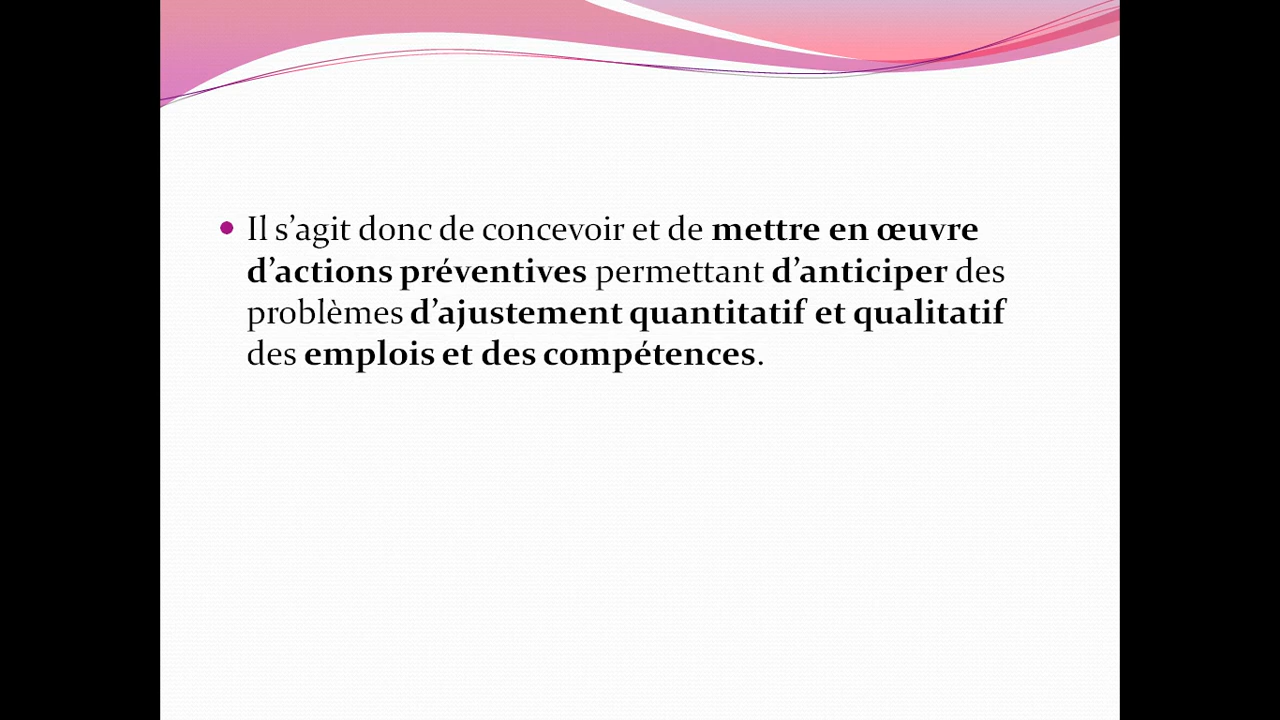 Il s’agit donc de concevoir et de mettre en œuvre
d’actions préventives permettant d’anticiper des
problèmes d’ajustement quantitatif et qualitatif
des emplois et des compétences.